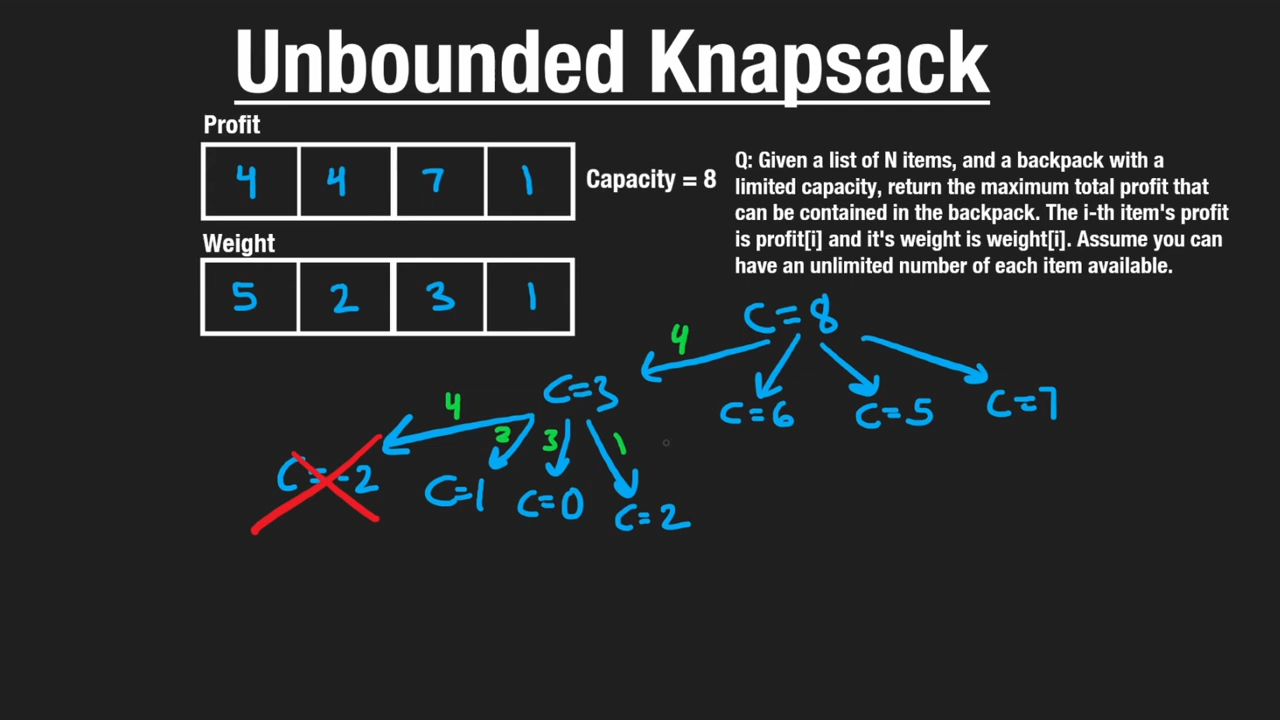 Unbounded Knapsack
Profit
4 4 7 1
Capacity = 8
Weight
5 2 3 1
Q: Given a list of N items, and a backpack with a
limited capacity, return the maximum total profit that
can be contained in the backpack. The i-th item's profit
is profit[i] and it's weight is weight[i]. Assume you can
have an unlimited number of each item available.
C=8
4
C=3
C=6
C=5
C=7
4
2
3
1
C=-2
C=1
C=0
C=2